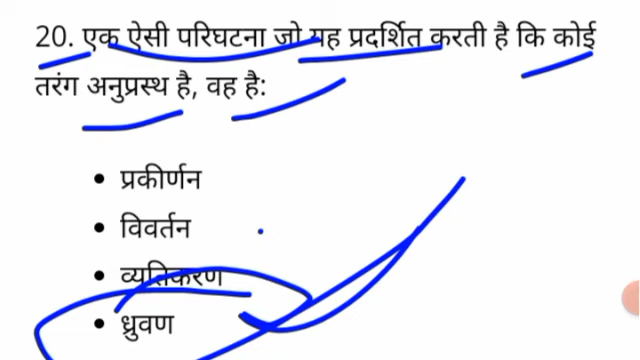 20. एक ऐसी परिघटना जो यह प्रदर्शित करती है कि कोई
तरंग अनुप्रस्थ है, वह है:
• प्रकीर्णन
• विवर्तन
• व्यतिकरण
• ध्रुवण